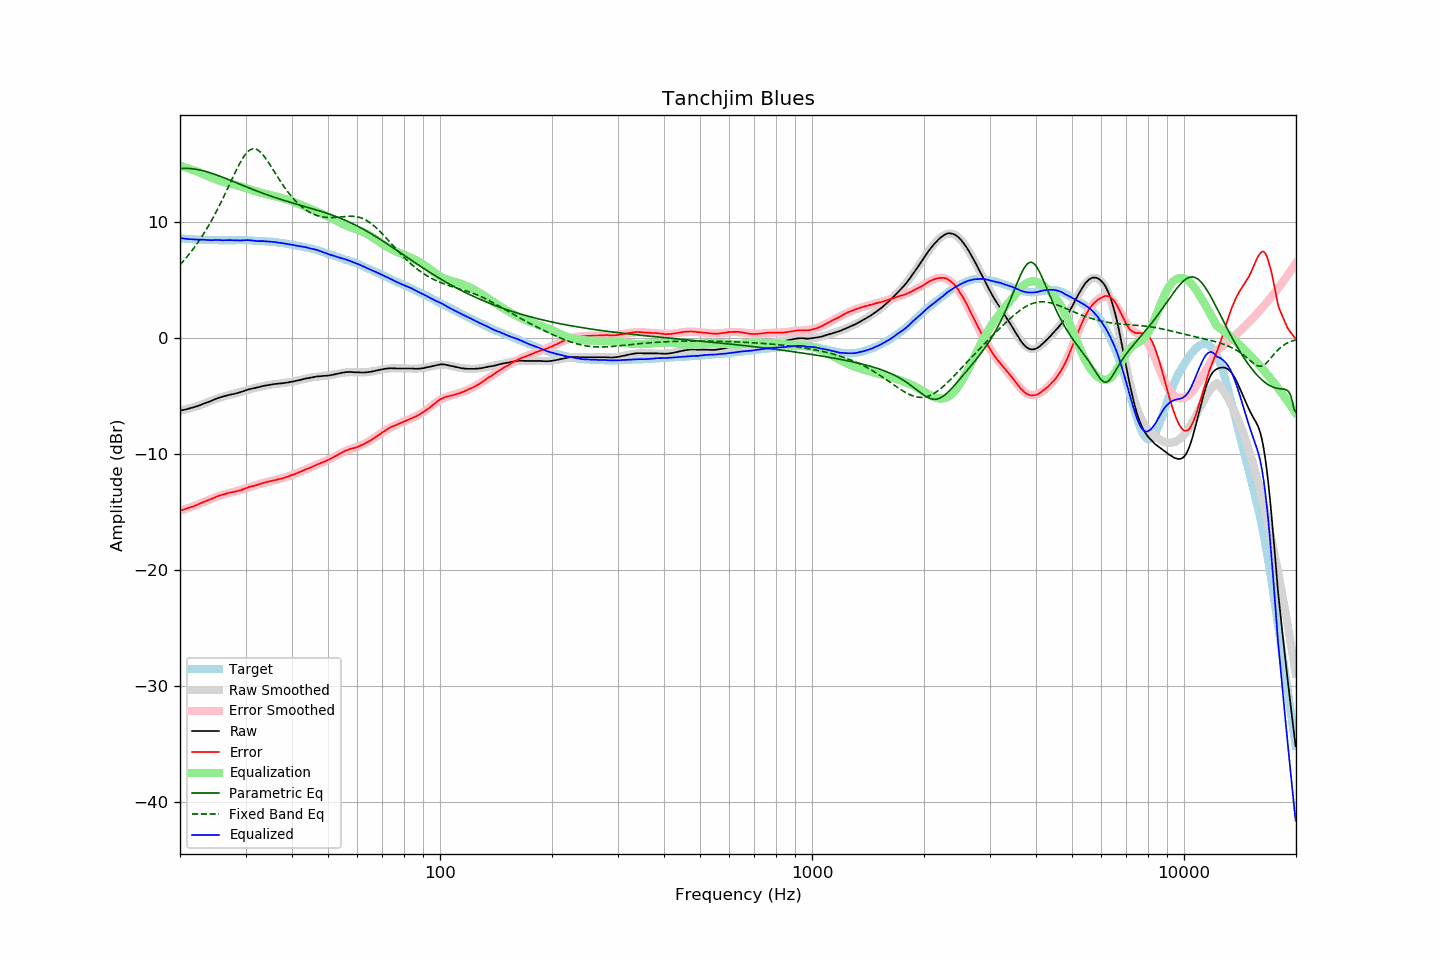 Tanchjim Blues
Amplitude (dBr)
10
0
−10
−20
−30
−40
Target
Raw Smoothed
Error Smoothed
Raw
Error
Equalization
Parametric Eq
Fixed Band Eq
Equalized
100 1000 10000
Frequency (Hz)